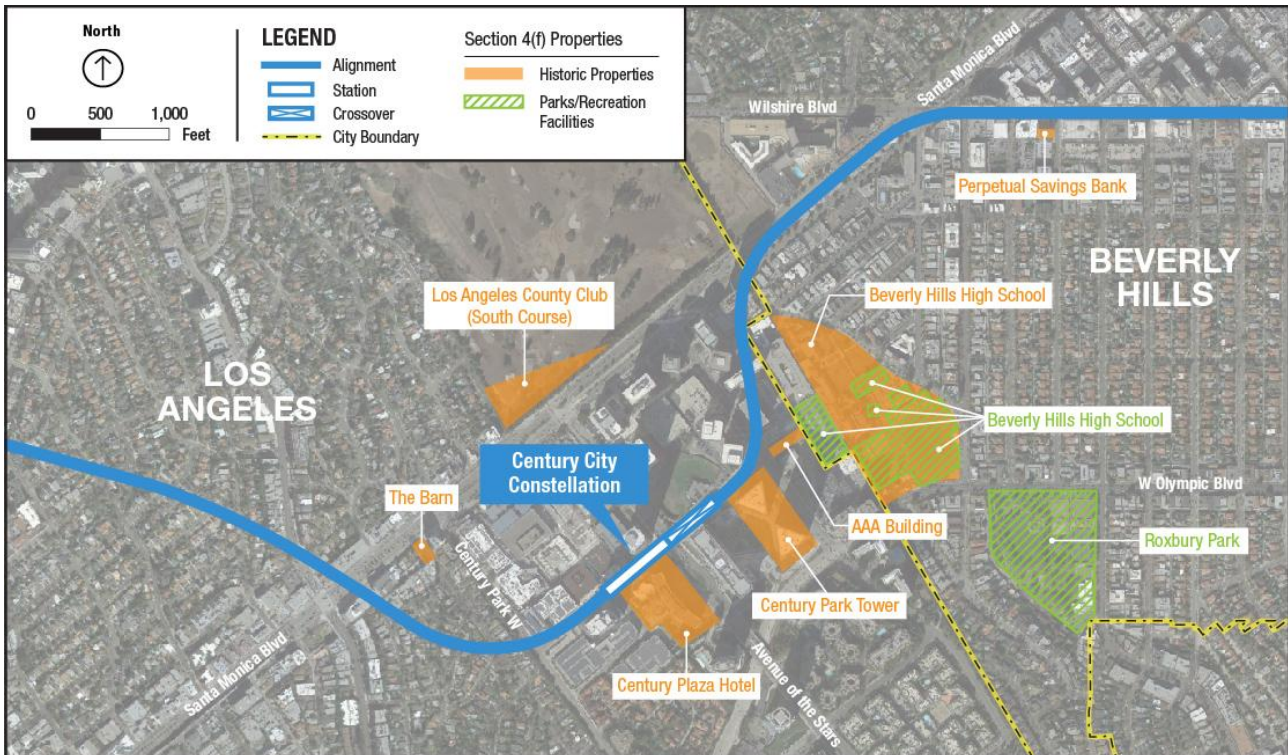 North
0 500 1,000
Feet
LEGEND
Alignment
Station
Crossover
City Boundary
Section 4(f) Properties
Historic Properties
Parks/Recreation
Facilities
Santa Monica Blvd
Wilshire Blvd
Perpetual Savings Bank
BEVERLY
HILLS
Beverly Hills High School
Los Angeles County Club
(South Course)
LOS
ANGELES
Beverly Hills High School
Century City
Constellation
W Olympic Blvd
The Barn
AAA Building
Roxbury Park
Century Park W
Century Park Tower
Santa Monica Blvd
Century Plaza Hotel
Avenue of the Stars